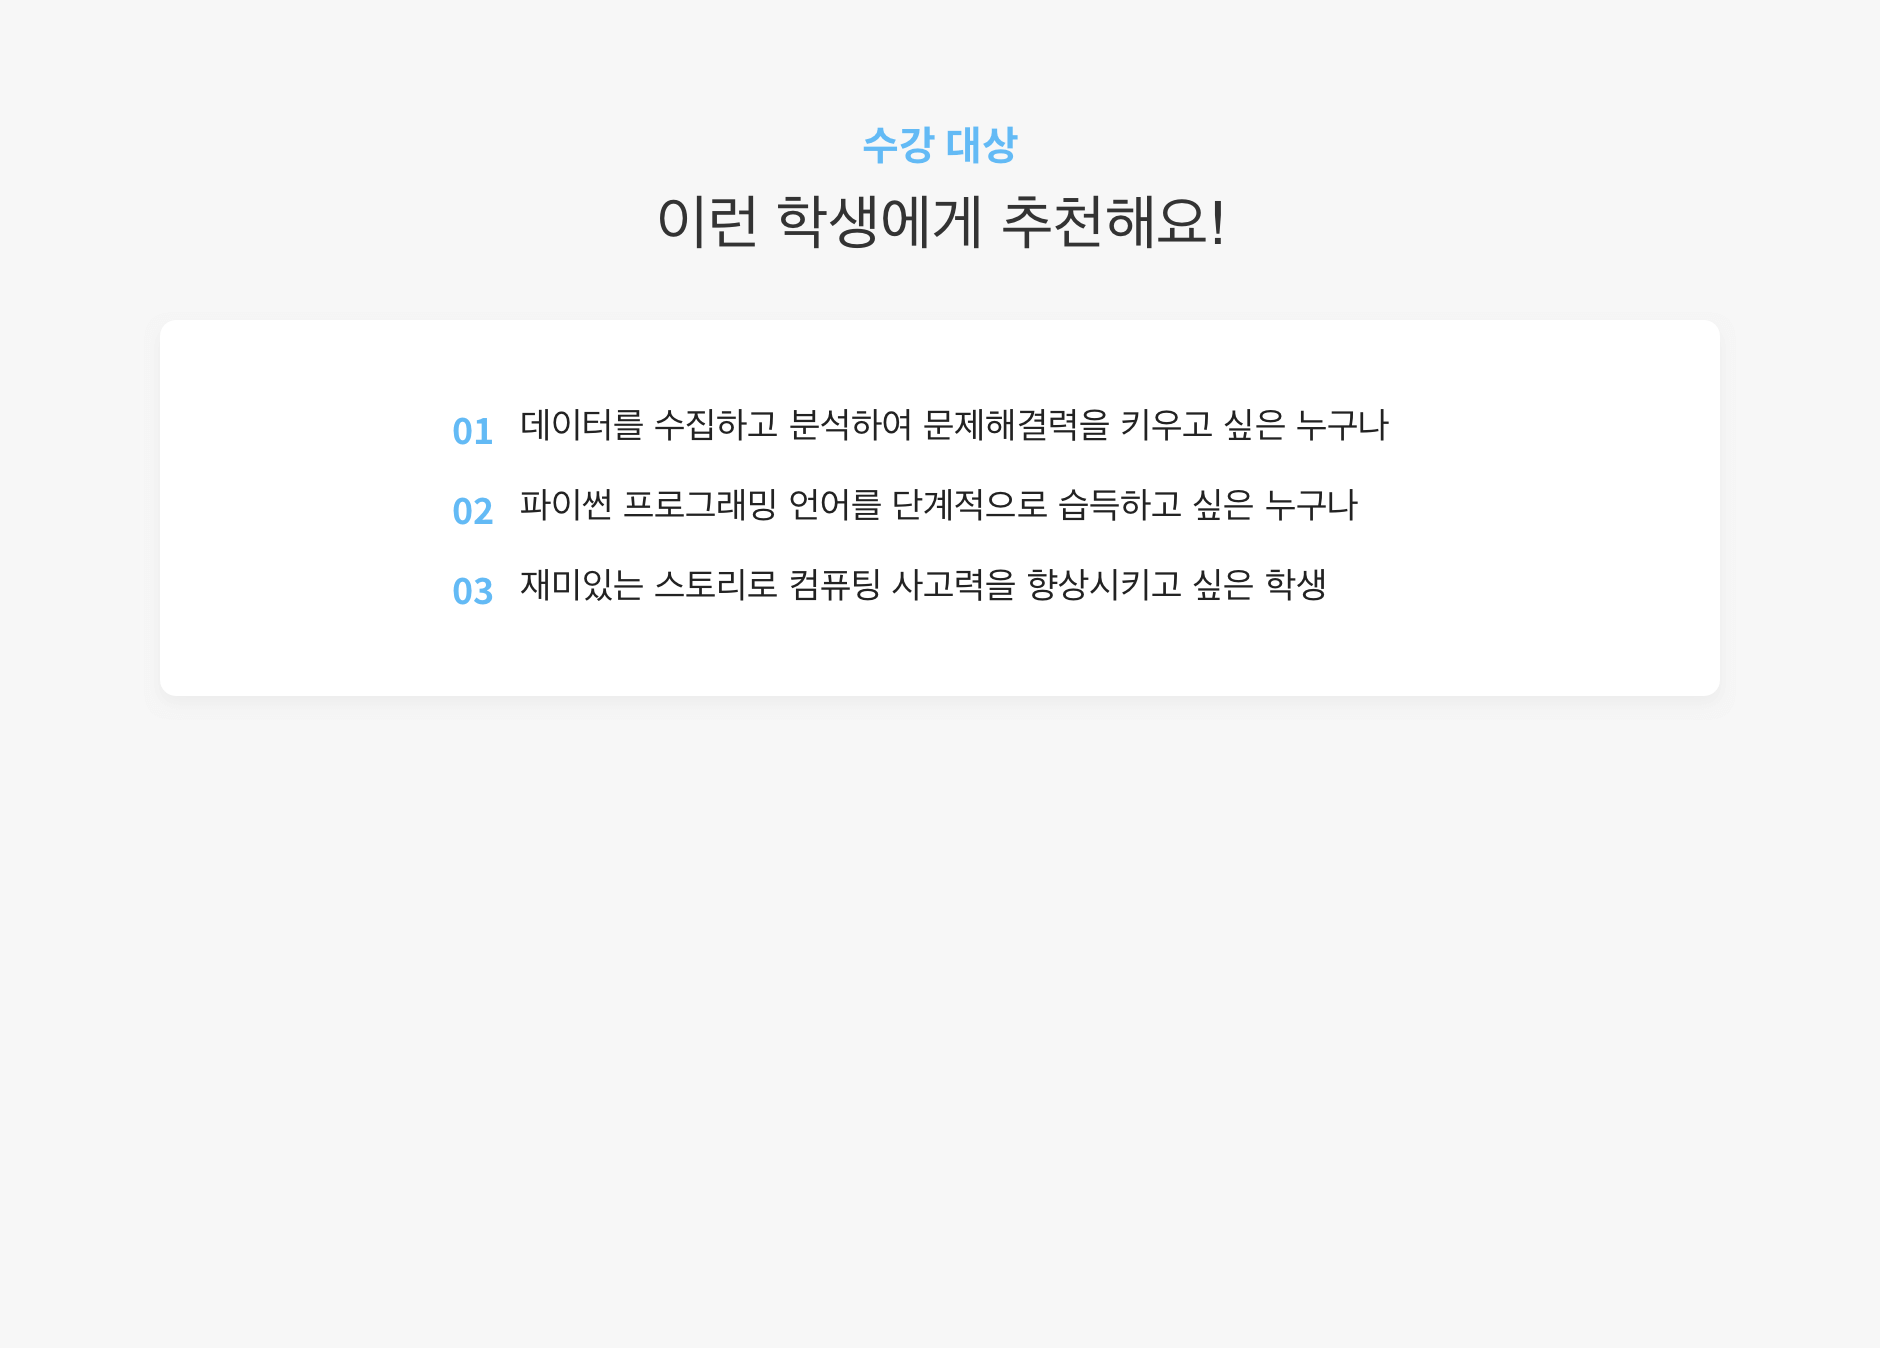 수강 대상
이런 학생에게 추천해요!
01 데이터를 수집하고 분석하여 문제해결력을 키우고 싶은 누구나
02 파이썬 프로그래밍 언어를 단계적으로 습득하고 싶은 누구나
03 재미있는 스토리로 컴퓨팅 사고력을 향상시키고 싶은 학생